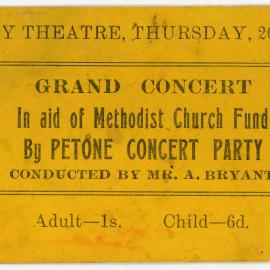 Y THEATRE, THURSDAY, 20
GRAND CONCERT
In aid of Methodist Church Fund
By PETONE CONCERT PARTY
CONDUCTED BY MR. A. BRYANT
Adult—1s. Child—6d.